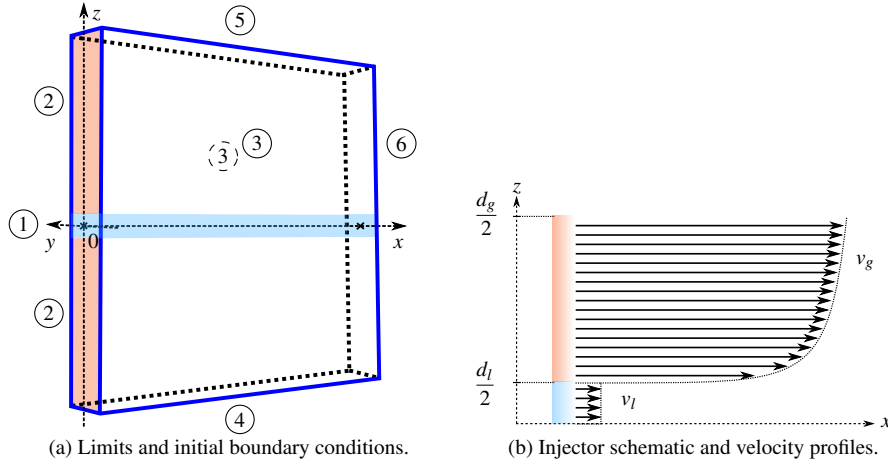 z
5
2
3
3
6
1
y
0
x
2
4
(a) Limits and initial boundary conditions.
z
d_g
2
v_g
d_l
2
v_l
x
(b) Injector schematic and velocity profiles.